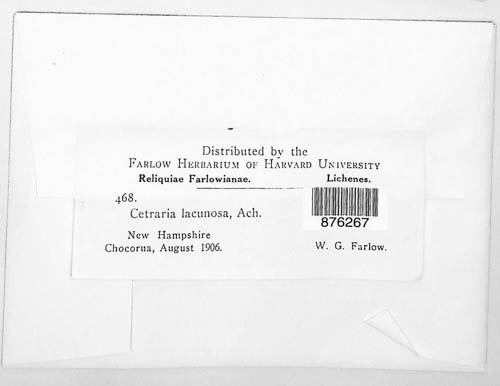 Distributed by the
FARLOW HERBARIUM OF HARVARD UNIVERSITY
Reliquiae Farlowianae. Lichenes.
468.
Cetraria lacunosa, Ach.
876267
New Hampshire
Chocorua, August 1906. W. G. Farlow.